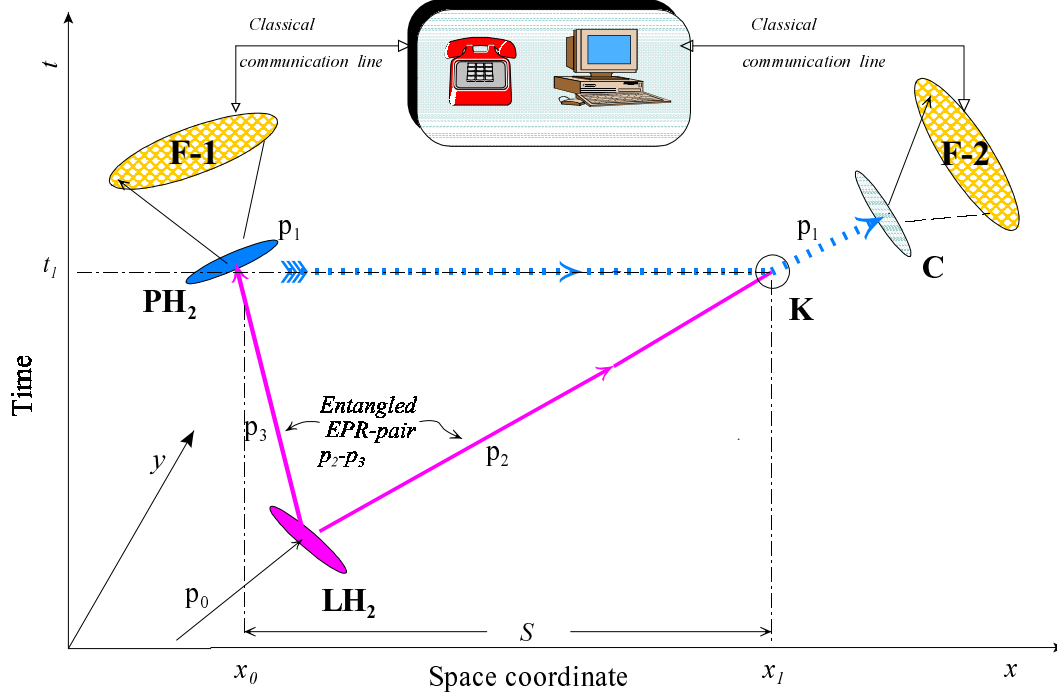 Classical
communication line
Classical
communication line
t
F-1
F-2
p₁
p₁
t₁
PH₂
K
C
Time
Entangled
EPR-pair
p₂-p₃
p₃
p₂
y
p₀
LH₂
S
x₀
Space coordinate
x₁
x